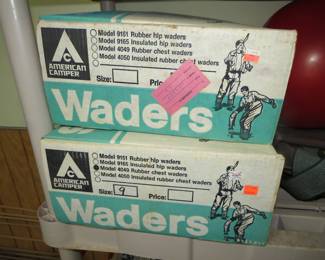 Model 9161 Rubber hip waders
Model 9165 Insulated hip waders
Model 4049 Rubber chest waders
Model 4050 Insulated rubber chest waders
AMERICAN
CAMPER
Size:
Price:
Waders
Model 9161 Rubber hip waders
Model 9165 Insulated hip waders
Model 4049 Rubber chest waders
Model 4050 Insulated rubber chest waders
AMERICAN
CAMPER
Size: 9
Price:
Waders